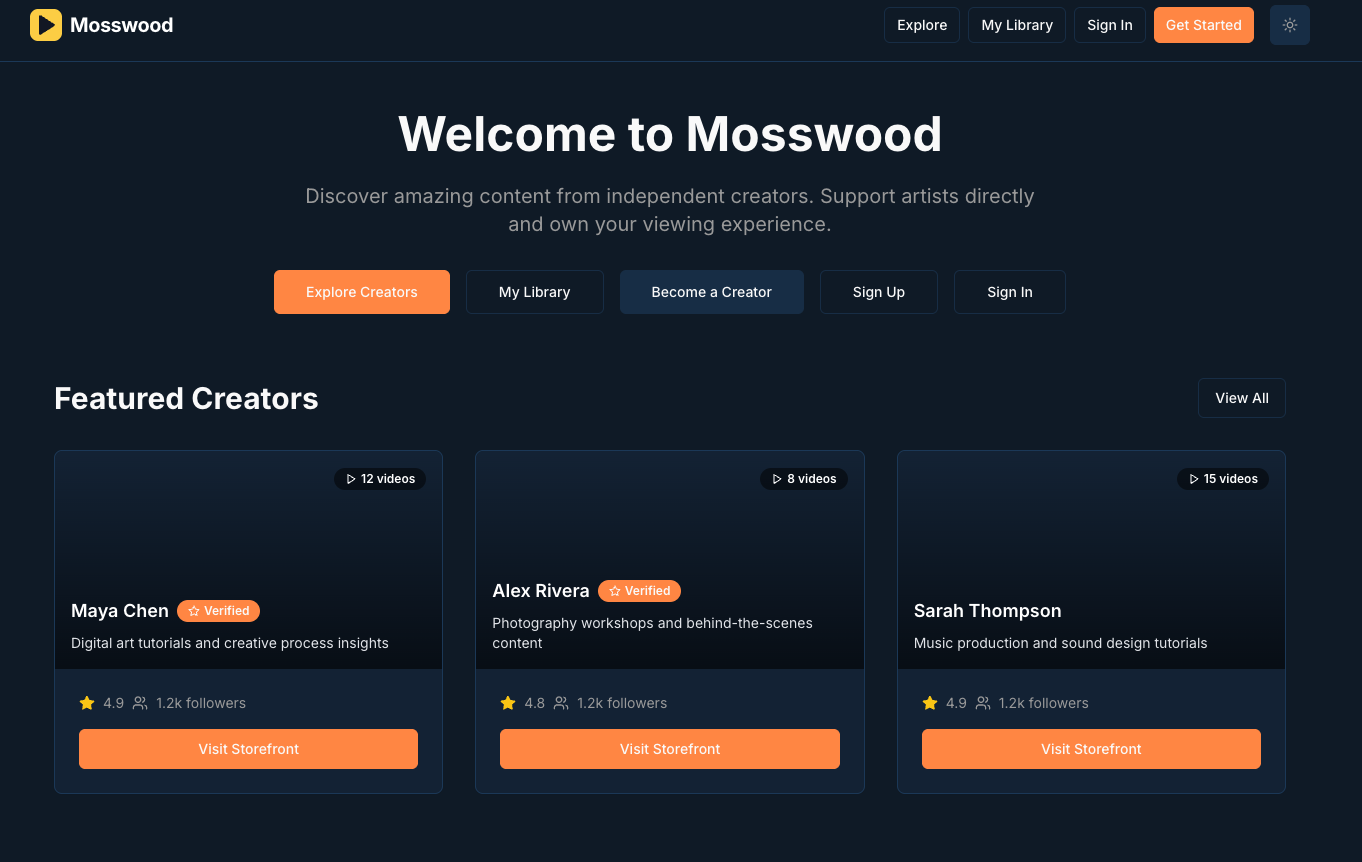 Mosswood
Explore
My Library
Sign In
Get Started
Welcome to Mosswood
Discover amazing content from independent creators. Support artists directly
and own your viewing experience.
Explore Creators
My Library
Become a Creator
Sign Up
Sign In
Featured Creators
View All
12 videos
Maya Chen
Verified
Digital art tutorials and creative process insights
4.9
1.2k followers
Visit Storefront
8 videos
Alex Rivera
Verified
Photography workshops and behind-the-scenes
content
4.8
1.2k followers
Visit Storefront
15 videos
Sarah Thompson
Music production and sound design tutorials
4.9
1.2k followers
Visit Storefront